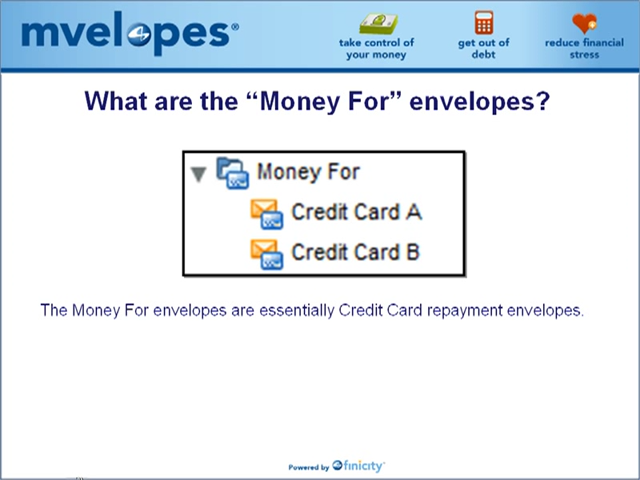 mvelopes®
take control of
your money
get out of
debt
reduce financial
stress
What are the “Money For” envelopes?
Money For
Credit Card A
Credit Card B
The Money For envelopes are essentially Credit Card repayment envelopes.
Powered by finicity